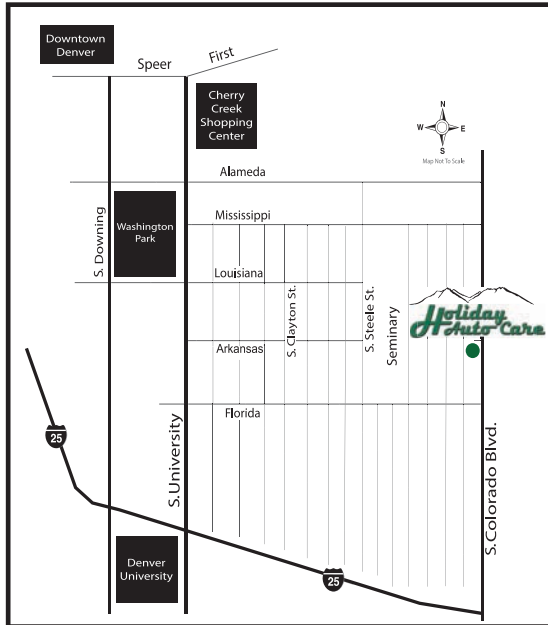 Downtown
Denver
Speer
First
Cherry
Creek
Shopping
Center
N
W
E
S
Map Not To Scale
Alameda
S. Downing
Washington
Park
Mississippi
Louisiana
S. Clayton St.
S. Steele St.
Seminary
Holiday
Auto Care
Arkansas
Florida
25
S.University
S.Colorado Blvd.
Denver
University
25